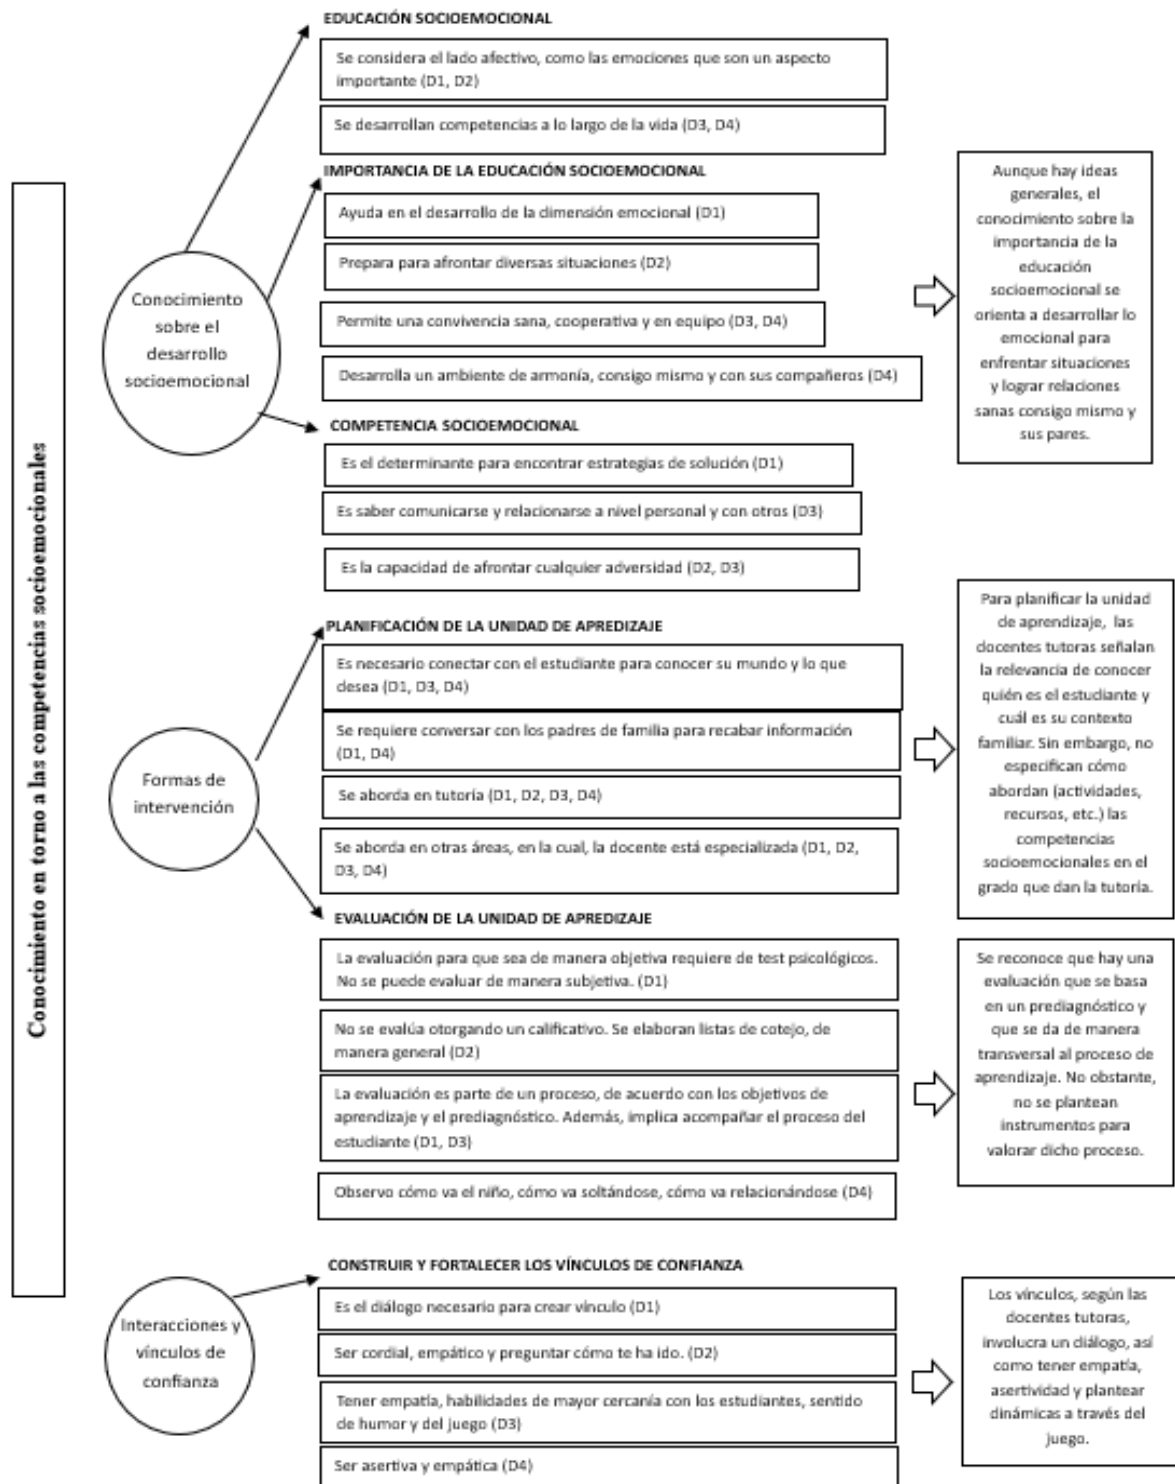 Conocimiento en torno a las competencias socioemocionales
Conocimiento
sobre el
desarrollo
socioemocional
EDUCACIÓN SOCIOEMOCIONAL
Se considera el lado afectivo, como las emociones que son un aspecto
importante (D1, D2)
Se desarrollan competencias a lo largo de la vida (D3, D4)
IMPORTANCIA DE LA EDUCACIÓN SOCIOEMOCIONAL
Ayuda en el desarrollo de la dimensión emocional (D1)
Prepara para afrontar diversas situaciones (D2)
Permite una convivencia sana, cooperativa y en equipo (D3, D4)
Desarrolla un ambiente de armonía, consigo mismo y con sus compañeros (D4)
COMPETENCIA SOCIOEMOCIONAL
Es el determinante para encontrar estrategias de solución (D1)
Es saber comunicarse y relacionarse a nivel personal y con otros (D3)
Es la capacidad de afrontar cualquier adversidad (D2, D3)
Aunque hay ideas
generales, el
conocimiento sobre la
importancia de la
educación
socioemocional se
orienta a desarrollar lo
emocional para
enfrentar situaciones
y lograr relaciones
sanas consigo mismo y
sus pares.
Formas de
intervención
PLANIFICACIÓN DE LA UNIDAD DE APREDIZAJE
Es necesario conectar con el estudiante para conocer su mundo y lo que
desea (D1, D3, D4)
Se requiere conversar con los padres de familia para recabar información
(D1, D4)
Se aborda en tutoría (D1, D2, D3, D4)
Se aborda en otras áreas, en la cual, la docente está especializada (D1, D2,
D3, D4)
Para planificar la unidad
de aprendizaje, las
docentes tutoras señalan
la relevancia de conocer
quién es el estudiante y
cuál es su contexto
familiar. Sin embargo, no
especifican cómo
abordan (actividades,
recursos, etc.) las
competencias
socioemocionales en el
grado que dan la tutoría.
EVALUACIÓN DE LA UNIDAD DE APREDIZAJE
La evaluación para que sea de manera objetiva requiere de test psicológicos.
No se puede evaluar de manera subjetiva. (D1)
No se evalúa otorgando un calificativo. Se elaboran listas de cotejo, de
manera general (D2)
La evaluación es parte de un proceso, de acuerdo con los objetivos de
aprendizaje y el prediagnóstico. Además, implica acompañar el proceso del
estudiante (D1, D3)
Observo cómo va el niño, cómo va soltándose, cómo va relacionándose (D4)
Se reconoce que hay una
evaluación que se basa
en un prediagnóstico y
que se da de manera
transversal al proceso de
aprendizaje. No obstante,
no se plantean
instrumentos para
valorar dicho proceso.
Interacciones y
vínculos de
confianza
CONSTRUIR Y FORTALECER LOS VÍNCULOS DE CONFIANZA
Es el diálogo necesario para crear vínculo (D1)
Ser cordial, empático y preguntar cómo te ha ido. (D2)
Tener empatía, habilidades de mayor cercanía con los estudiantes, sentido
de humor y del juego (D3)
Ser asertiva y empática (D4)
Los vínculos, según las
docentes tutoras,
involucra un diálogo, así
como tener empatía,
asertividad y plantear
dinámicas a través del
juego.